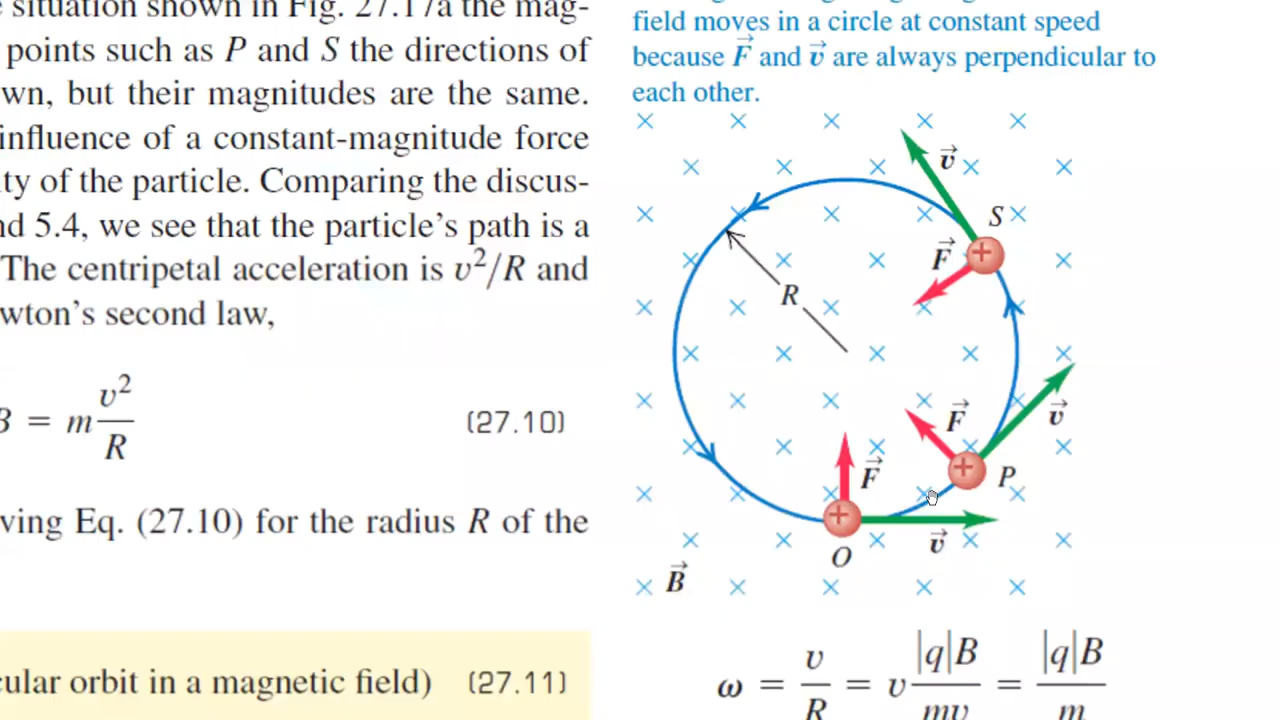 situation shown in Fig. 27.17a the mag-
points such as P and S the directions of
wn, but their magnitudes are the same.
influence of a constant-magnitude force
ty of the particle. Comparing the discus-
nd 5.4, we see that the particle's path is a
The centripetal acceleration is v²/R and
wton's second law,
B = m v²/R (27.10)
ving Eq. (27.10) for the radius R of the
cular orbit in a magnetic field) (27.11)
field moves in a circle at constant speed
because F⃗ and v⃗ are always perpendicular to
each other.
v⃗
S
F⃗
R
F⃗
v⃗
F⃗
P
v⃗
O
B⃗
ω = v/R = v |q|B/mv = |q|B/m